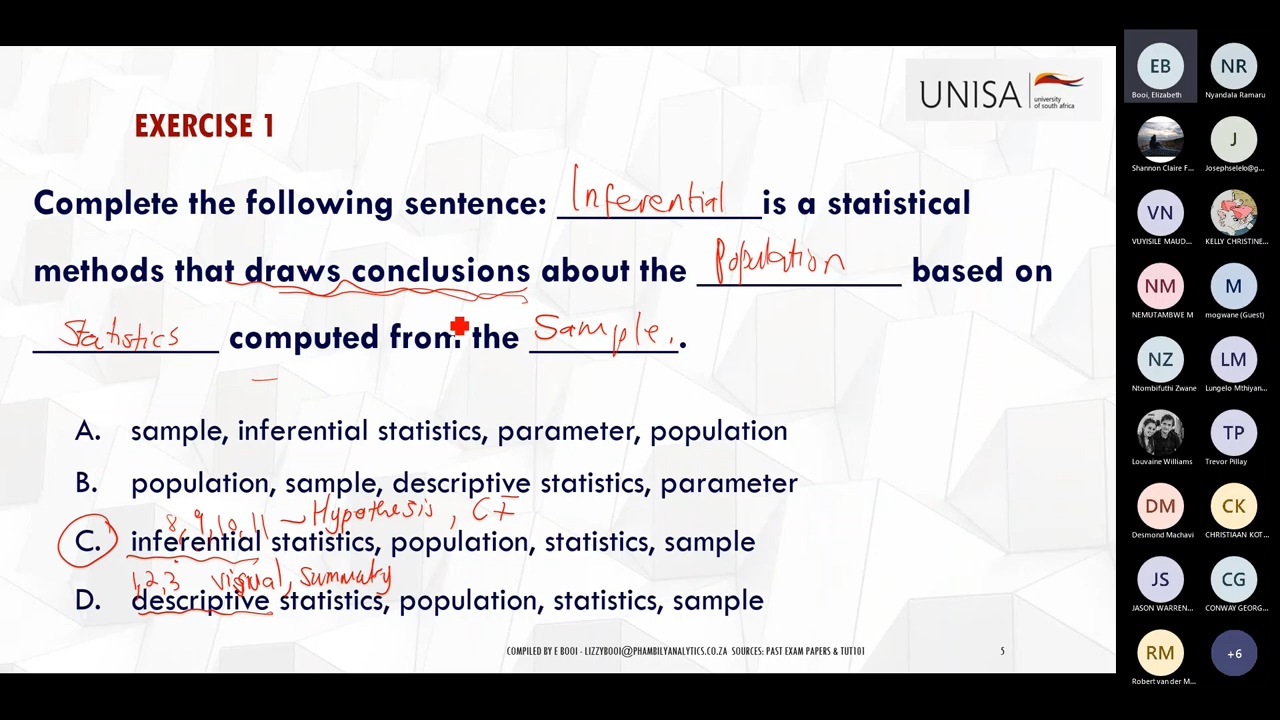 UNISA
university
of south africa
EXERCISE 1
Complete the following sentence: Inferential is a statistical
methods that draws conclusions about the Population based on
Statistics computed from the Sample.
A. sample, inferential statistics, parameter, population
B. population, sample, descriptive statistics, parameter
8, 9, 10, 11 – Hypothesis, CI
C. inferential statistics, population, statistics, sample
1, 2, 3 visual, summary
D. descriptive statistics, population, statistics, sample
COMPILED BY E BOOI - LIZZYBOOI@PHAMBILYANALYTICS.CO.ZA SOURCES: PAST EXAM PAPERS & TUT101
5
EB
Booi, Elizabeth
NR
Nyandala Ramaru
Shannon Claire F...
J
Josephselelo@g...
VN
VUYISILE MAUD...
KELLY CHRISTINE...
NM
NEMUTAMBWE M
M
mogwane (Guest)
NZ
Ntombifuthi Zwane
LM
Lungelo Mthiyan...
Louvaine Williams
TP
Trevor Pillay
DM
Desmond Machavi
CK
CHRISTIAAN KOT...
JS
JASON WARREN...
CG
CONWAY GEORG...
RM
Robert van der M...
+6